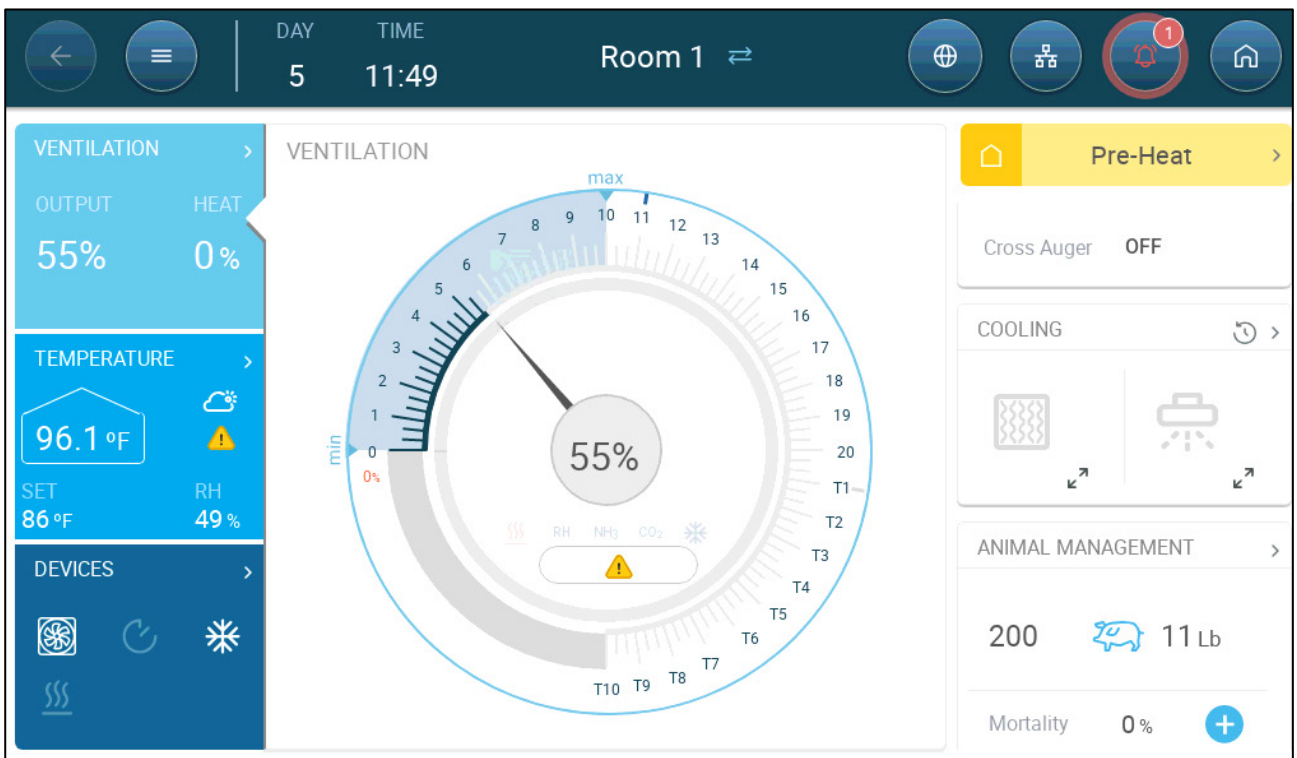 DAY TIME
5 11:49
Room 1
1
VENTILATION
OUTPUT HEAT
55% 0 %
TEMPERATURE
96.1 ºF
SET RH
86 ºF 49 %
DEVICES
VENTILATION
max
min
0%
0
1
2
3
4
5
6
7
8
9
10
11
12
13
14
15
16
17
18
19
20
T1
T2
T3
T4
T5
T6
T7
T8
T9
T10
55%
RH NH3 CO2
Pre-Heat
Cross Auger OFF
COOLING
ANIMAL MANAGEMENT
200 11 Lb
Mortality 0 %